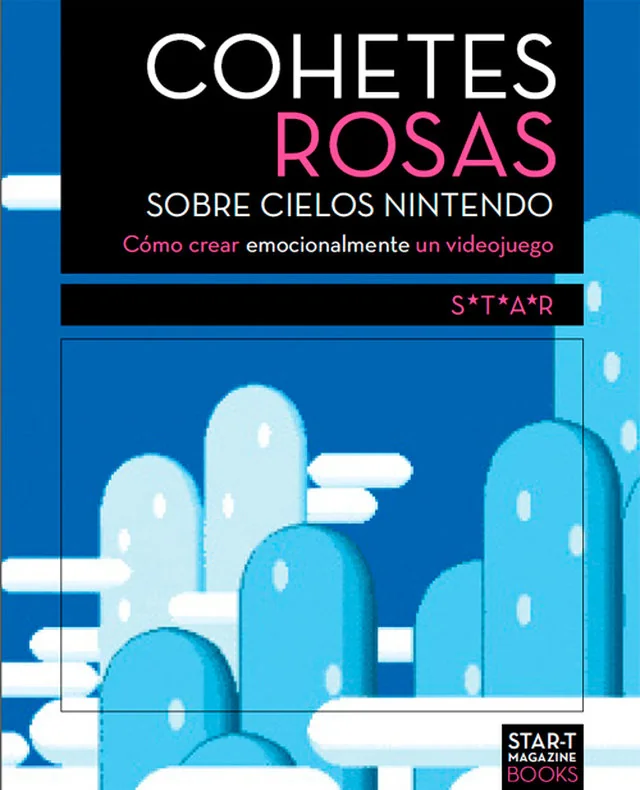 COHETES
ROSAS
SOBRE CIELOS NINTENDO
Cómo crear emocionalmente un videojuego
S*T*A*R
START-T
MAGAZINE
BOOKS